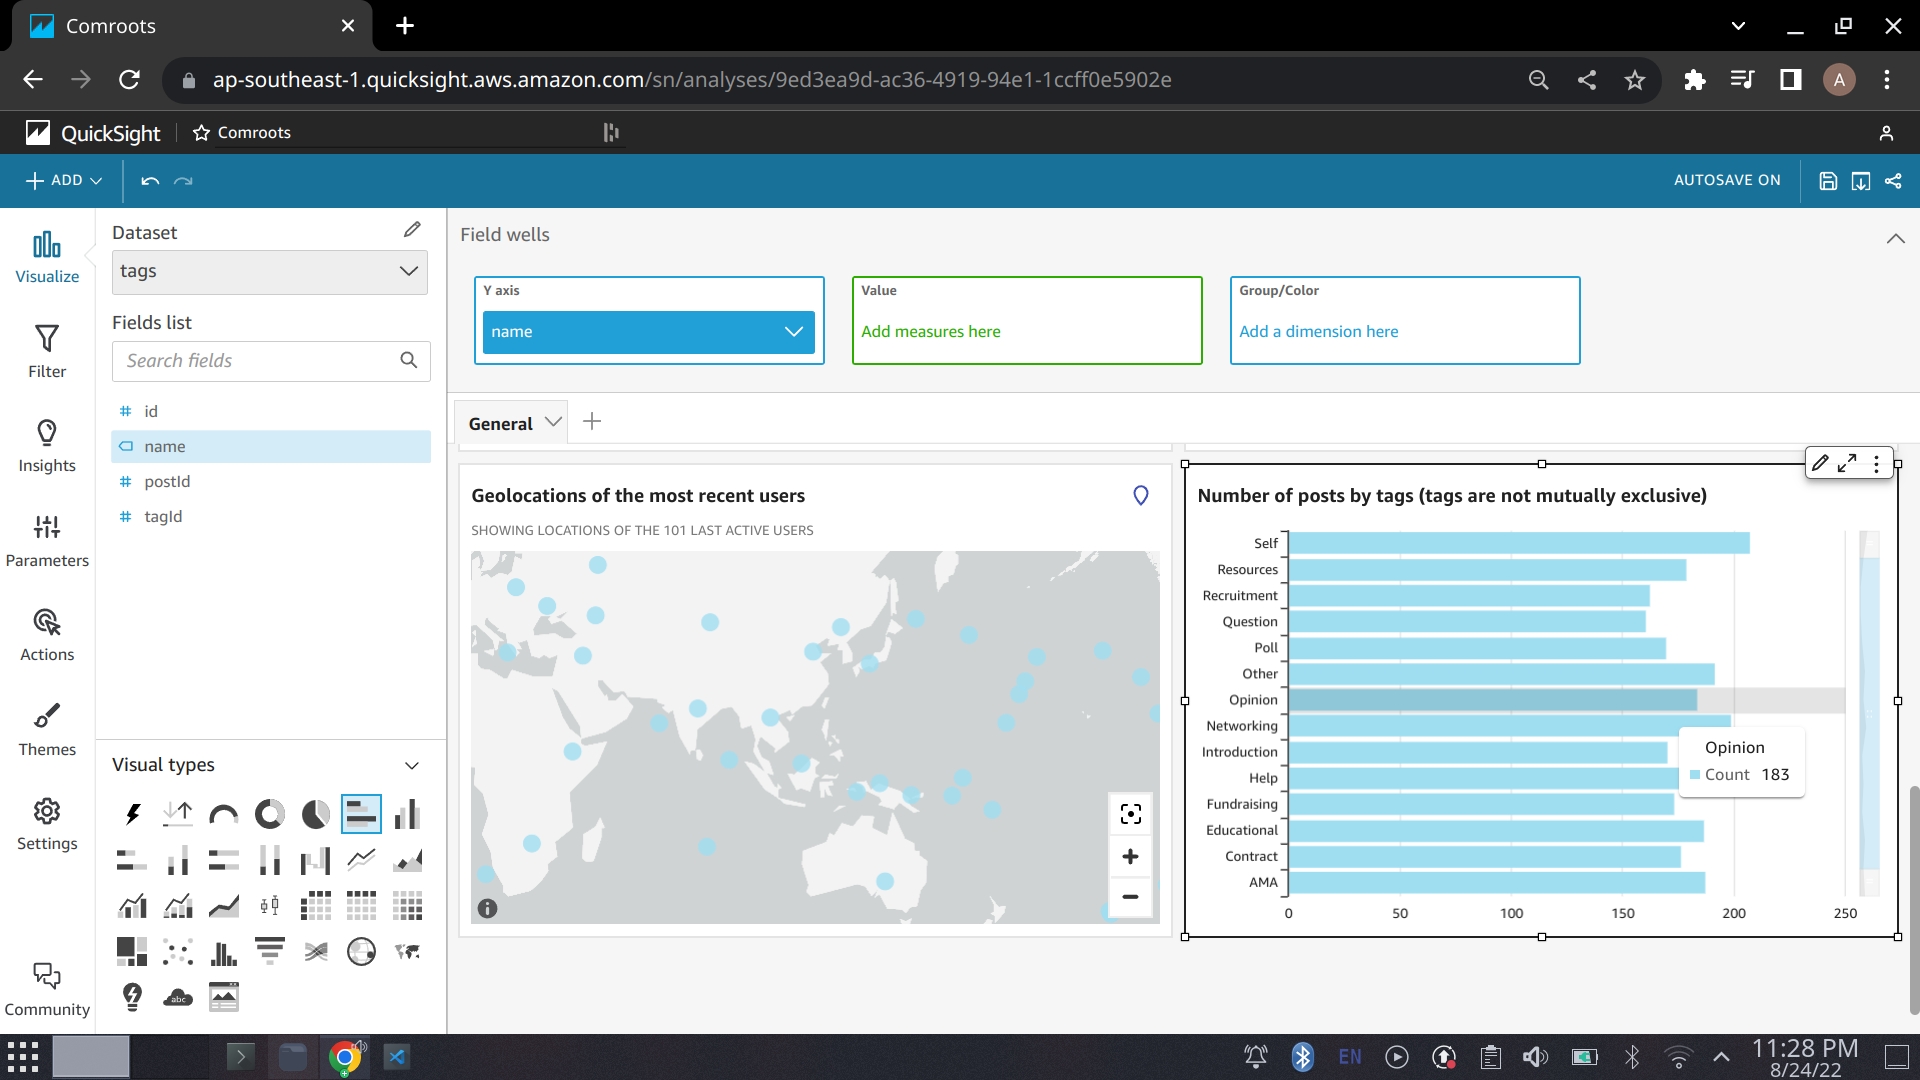 Comroots
ap-southeast-1.quicksight.aws.amazon.com/sn/analyses/9ed3ea9d-ac36-4919-94e1-1ccff0e5902e
A
QuickSight
Comroots
ADD
AUTOSAVE ON
Visualize
Filter
Insights
Parameters
Actions
Themes
Settings
Community
Dataset
tags
Fields list
Search fields
# id
name
# postId
# tagId
Visual types
abc
Field wells
Y axis
name
Value
Add measures here
Group/Color
Add a dimension here
General
Geolocations of the most recent users
SHOWING LOCATIONS OF THE 101 LAST ACTIVE USERS
Number of posts by tags (tags are not mutually exclusive)
Self
Resources
Recruitment
Question
Poll
Other
Opinion
Networking
Introduction
Help
Fundraising
Educational
Contract
AMA
0 50 100 150 200 250
Opinion
Count 183
EN
11:28 PM
8/24/22